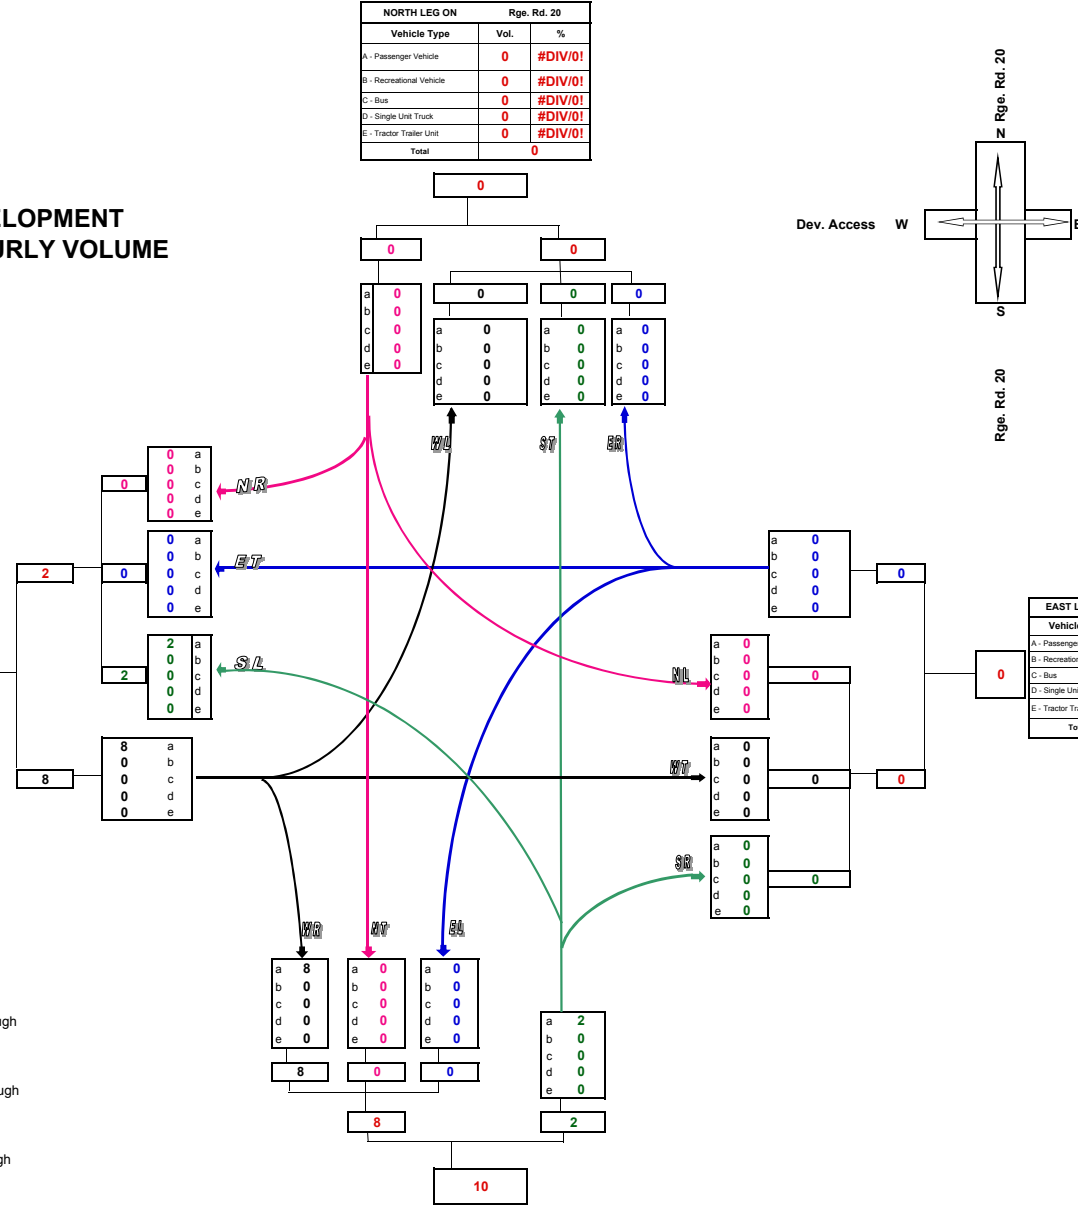 NORTH LEG ON Rge. Rd. 20
Vehicle Type Vol. %
A - Passenger Vehicle 0 #DIV/0!
B - Recreational Vehicle 0 #DIV/0!
C - Bus 0 #DIV/0!
D - Single Unit Truck 0 #DIV/0!
E - Tractor Trailer Unit 0 #DIV/0!
Total 0
0
ELOPMENT
URLY VOLUME
Rge. Rd. 20
N
Dev. Access W E
S
Rge. Rd. 20
0 0
0 0 0
a 0
b 0
c 0
d 0
e 0
a 0
b 0
c 0
d 0
e 0
a 0
b 0
c 0
d 0
e 0
a 0
b 0
c 0
d 0
e 0
WL ST ER
0 a
0 b
0 c
0 d
0 e
0
NR
0 a
0 b
0 c
0 d
0 e
2 0
ET
2 a
0 b
0 c
0 d
0 e
2
SL
8 a
0 b
0 c
0 d
0 e
8
a 0
b 0
c 0
d 0
e 0
0
NL
a 0
b 0
c 0
d 0
e 0
0
WT
a 0
b 0
c 0
d 0
e 0
0 0
SR
a 0
b 0
c 0
d 0
e 0
0
0
EAST L
Vehicle
A - Passenger
B - Recreation
C - Bus
D - Single Uni
E - Tractor Tra
To
WR NT EL
a 8
b 0
c 0
d 0
e 0
a 0
b 0
c 0
d 0
e 0
a 0
b 0
c 0
d 0
e 0
a 2
b 0
c 0
d 0
e 0
8 0 0
8 2
10
ugh
ugh
gh